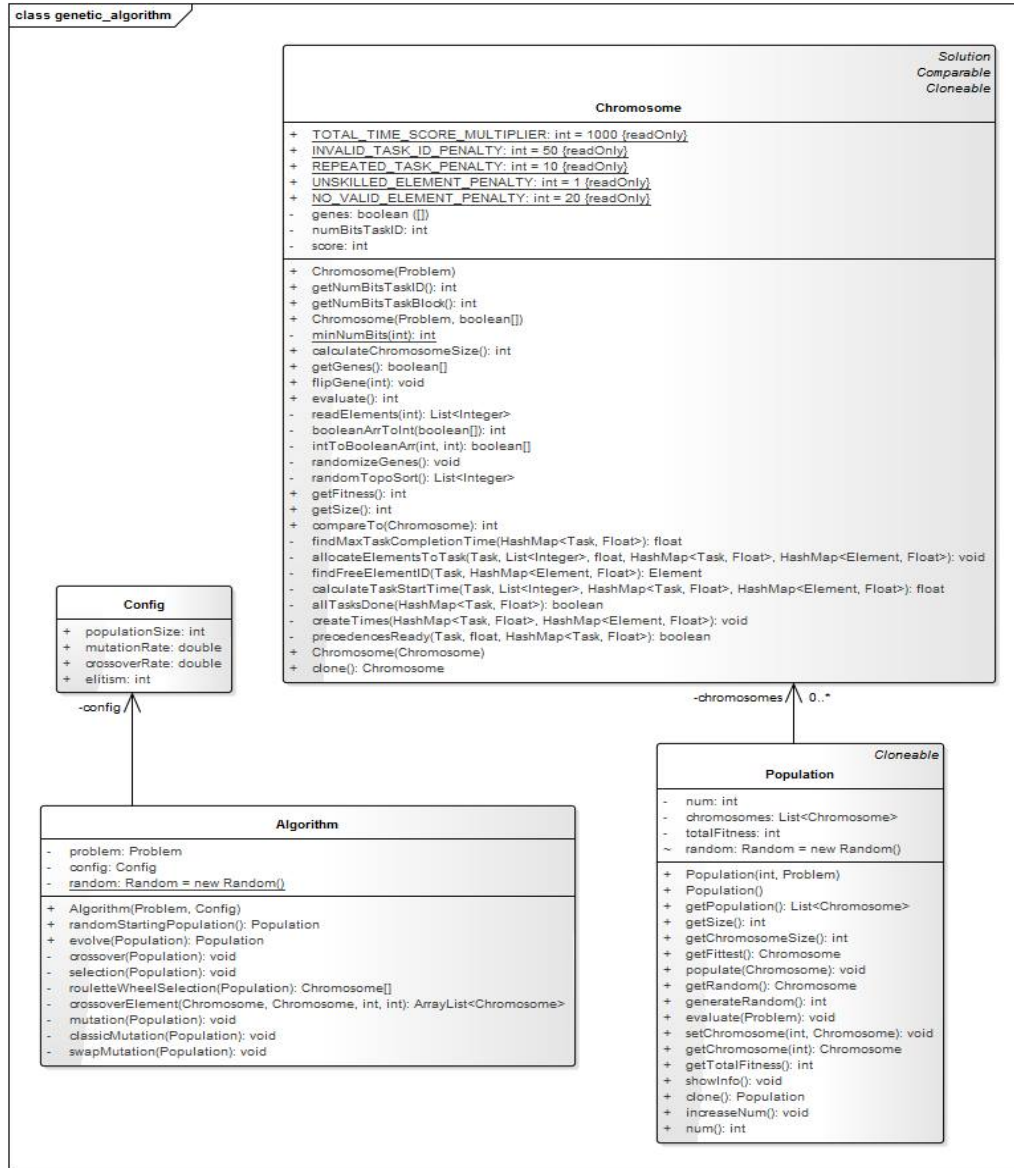 class genetic_algorithm
Solution
Comparable
Cloneable
Chromosome
+ TOTAL_TIME_SCORE_MULTIPLIER: int = 1000 {readOnly}
+ INVALID_TASK_ID_PENALTY: int = 50 {readOnly}
+ REPEATED_TASK_PENALTY: int = 10 {readOnly}
+ UNSKILLED_ELEMENT_PENALTY: int = 1 {readOnly}
+ NO_VALID_ELEMENT_PENALTY: int = 20 {readOnly}
- genes: boolean ([])
- numBitsTaskID: int
- score: int
+ Chromosome(Problem)
+ getNumBitsTaskID(): int
+ getNumBitsTaskBlock(): int
+ Chromosome(Problem, boolean[])
- minNumBits(int): int
+ calculateChromosomeSize(): int
+ getGenes(): boolean[]
+ flipGene(int): void
+ evaluate(): int
- readElements(int): List<Integer>
- booleanArrToInt(boolean[]): int
- intToBooleanArr(int, int): boolean[]
- randomizeGenes(): void
- randomTopoSort(): List<Integer>
+ getFitness(): int
+ getSize(): int
+ compareTo(Chromosome): int
- findMaxTaskCompletionTime(HashMap<Task, Float>): float
- allocateElementsToTask(Task, List<Integer>, float, HashMap<Task, Float>, HashMap<Element, Float>): void
- findFreeElementID(Task, HashMap<Element, Float>): Element
- calculateTaskStartTime(Task, List<Integer>, HashMap<Task, Float>, HashMap<Element, Float>): float
- allTasksDone(HashMap<Task, Float>): boolean
- createTimes(HashMap<Task, Float>, HashMap<Element, Float>): void
- precedencesReady(Task, float, HashMap<Task, Float>): boolean
+ Chromosome(Chromosome)
+ clone(): Chromosome
Config
+ populationSize: int
+ mutationRate: double
+ crossoverRate: double
+ elitism: int
-config
-chromosomes 0..*
Algorithm
- problem: Problem
- config: Config
- random: Random = new Random()
+ Algorithm(Problem, Config)
+ randomStartingPopulation(): Population
+ evolve(Population): Population
- crossover(Population): void
- selection(Population): void
- rouletteWheelSelection(Population): Chromosome[]
- crossoverElement(Chromosome, Chromosome, int, int): ArrayList<Chromosome>
- mutation(Population): void
- classicMutation(Population): void
- swapMutation(Population): void
Cloneable
Population
- num: int
- chromosomes: List<Chromosome>
- totalFitness: int
~ random: Random = new Random()
+ Population(int, Problem)
+ Population()
+ getPopulation(): List<Chromosome>
+ getSize(): int
+ getChromosomeSize(): int
+ getFittest(): Chromosome
+ populate(Chromosome): void
+ getRandom(): Chromosome
+ generateRandom(): int
+ evaluate(Problem): void
+ setChromosome(int, Chromosome): void
+ getChromosome(int): Chromosome
+ getTotalFitness(): int
+ showInfo(): void
+ clone(): Population
+ increaseNum(): void
+ num(): int